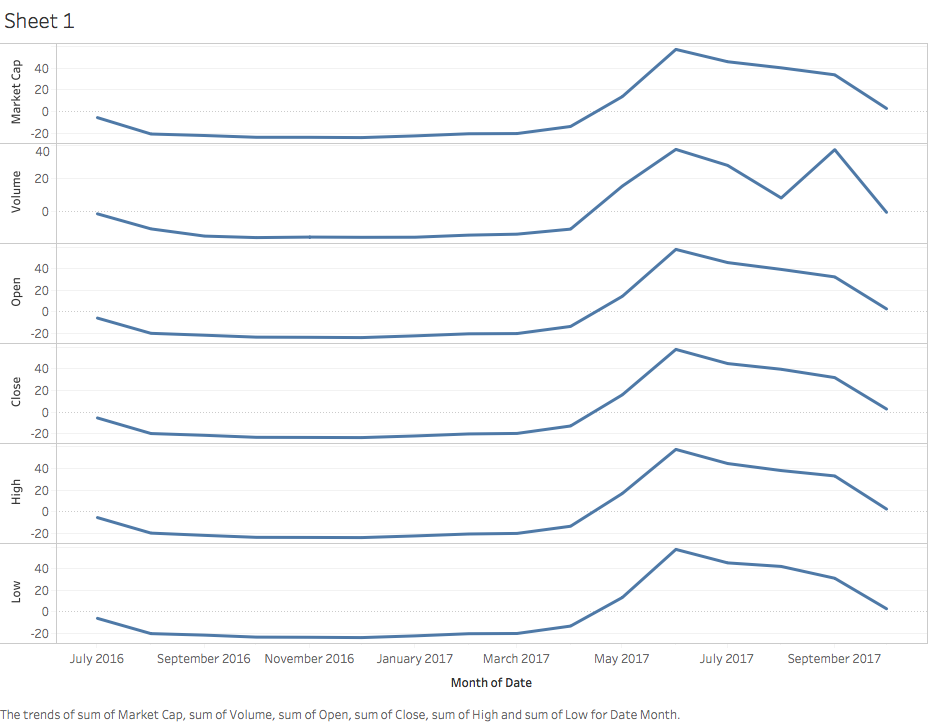 Sheet 1
Market Cap
40
20
0
-20
Volume
40
20
0
Open
40
20
0
-20
Close
40
20
0
-20
High
40
20
0
-20
Low
40
20
0
-20
July 2016 September 2016 November 2016 January 2017 March 2017 May 2017 July 2017 September 2017
Month of Date
The trends of sum of Market Cap, sum of Volume, sum of Open, sum of Close, sum of High and sum of Low for Date Month.